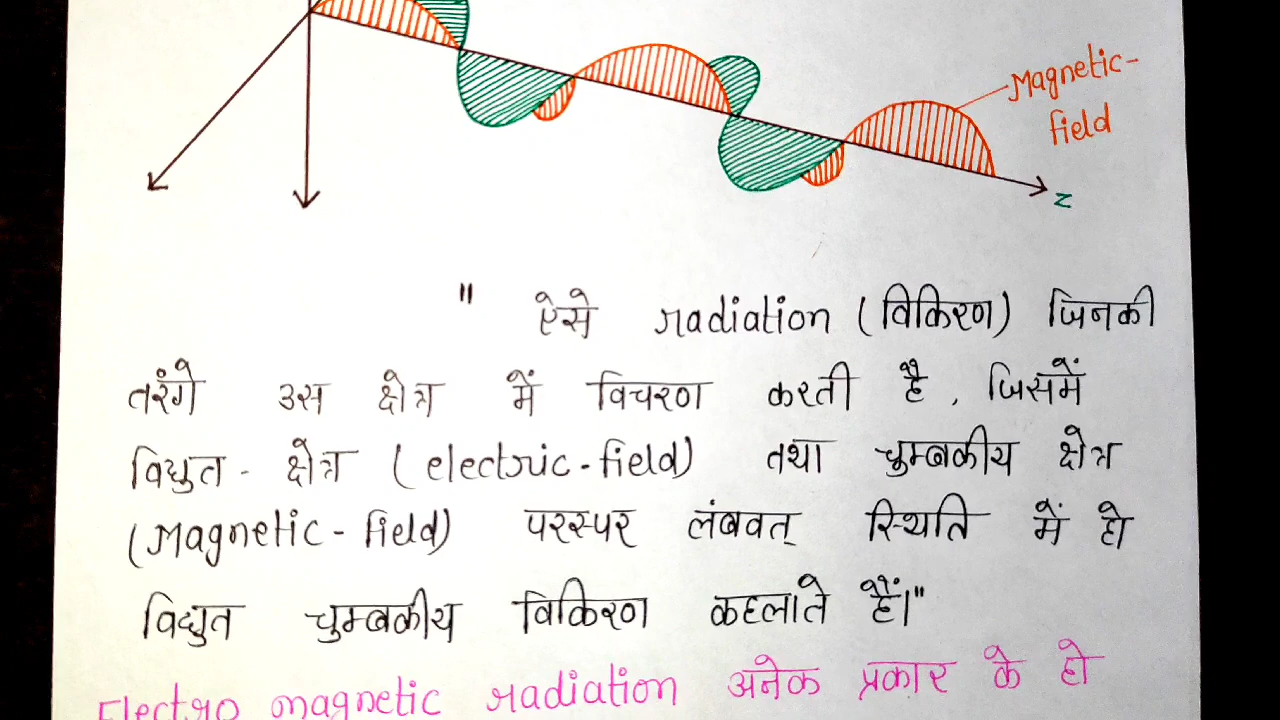 Magnetic-
field
z
" ऐसे radiation (विकिरण) जिनकी
तरंगे उस क्षेत्र में विचरण करती है , जिसमें
विधुत - क्षेत्र (electric-field) तथा चुम्बकीय क्षेत्र
(Magnetic-field) परस्पर लंबवत् स्थिति में हो
विद्युत चुम्बकीय विकिरण कहलाते हैं।"
Electro magnetic radiation अनेक प्रकार के हो